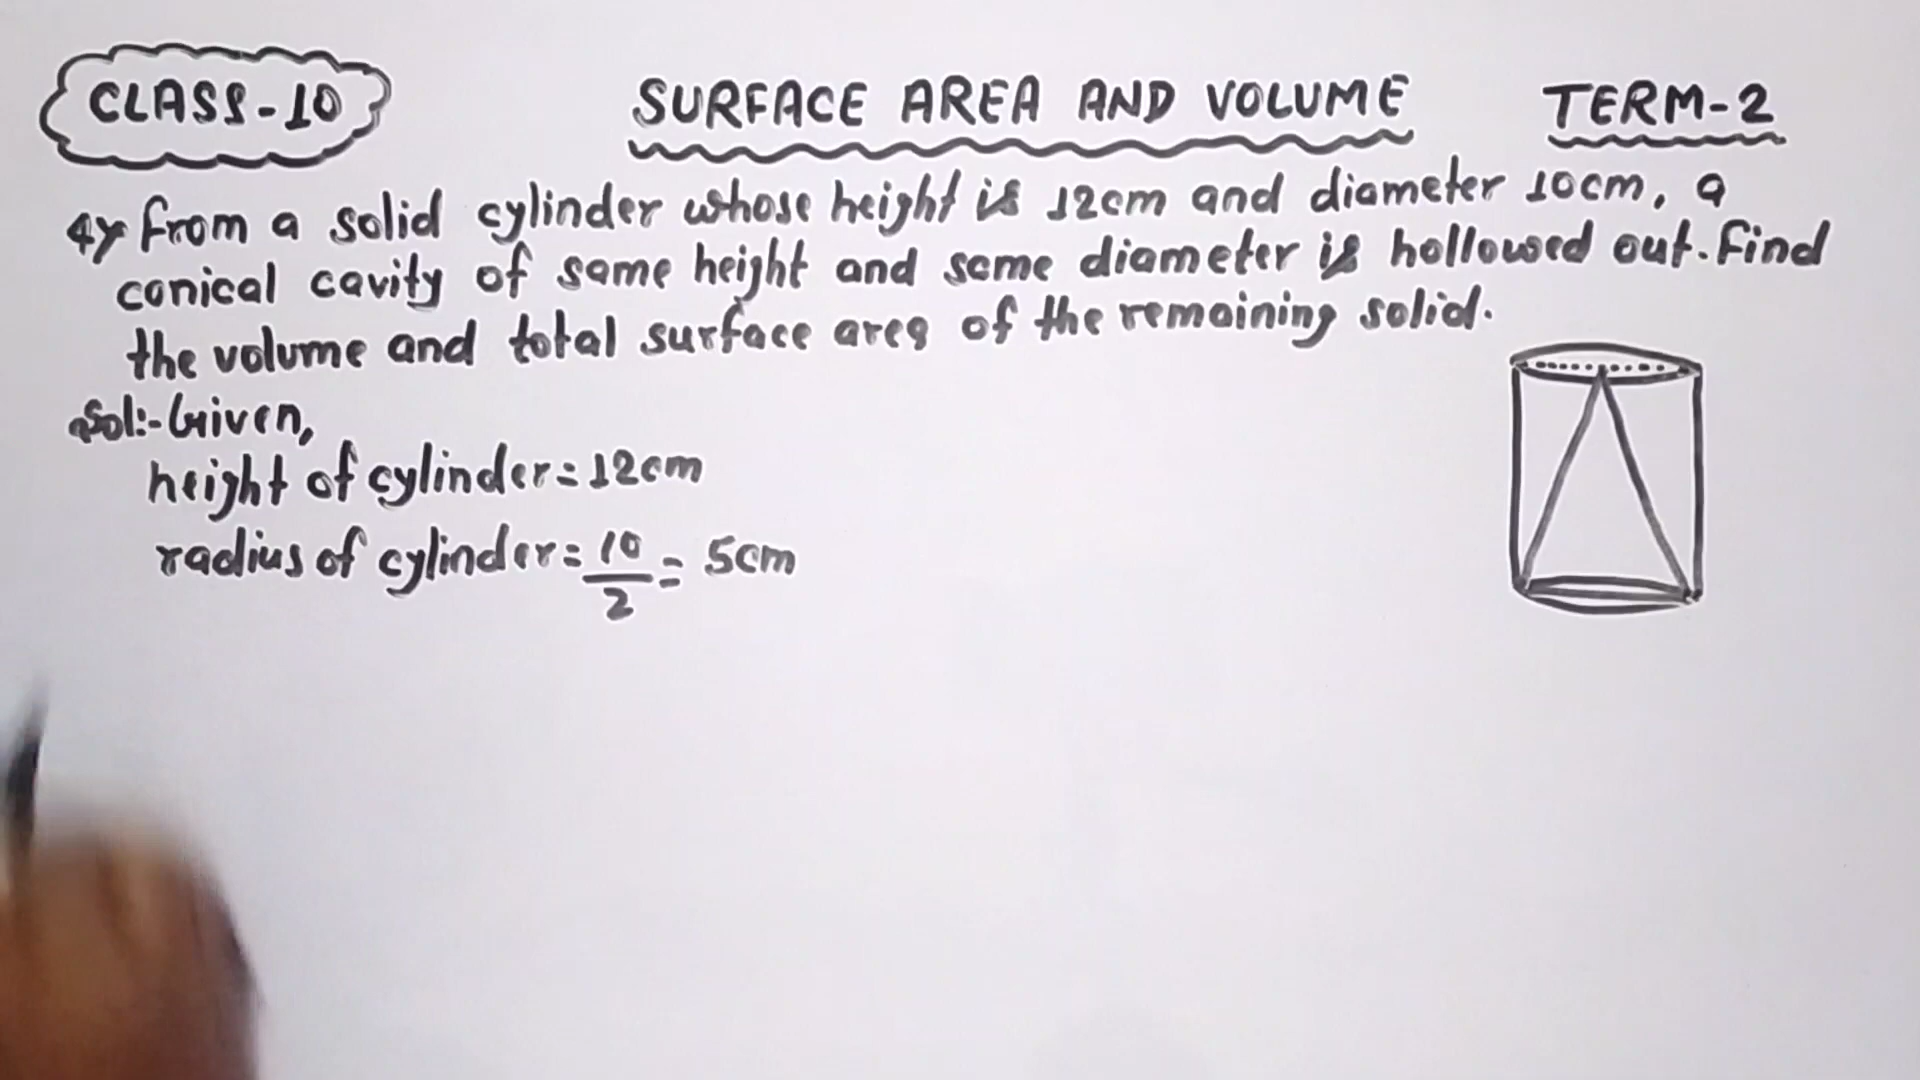 CLASS-10
SURFACE AREA AND VOLUME
TERM-2
4) from a solid cylinder whose height is 12cm and diameter 10cm, a
conical cavity of same height and same diameter is hollowed out. Find
the volume and total surface area of the remaining solid.
Sol:- Given,
height of cylinder = 12cm
radius of cylinder = 10/2 = 5cm